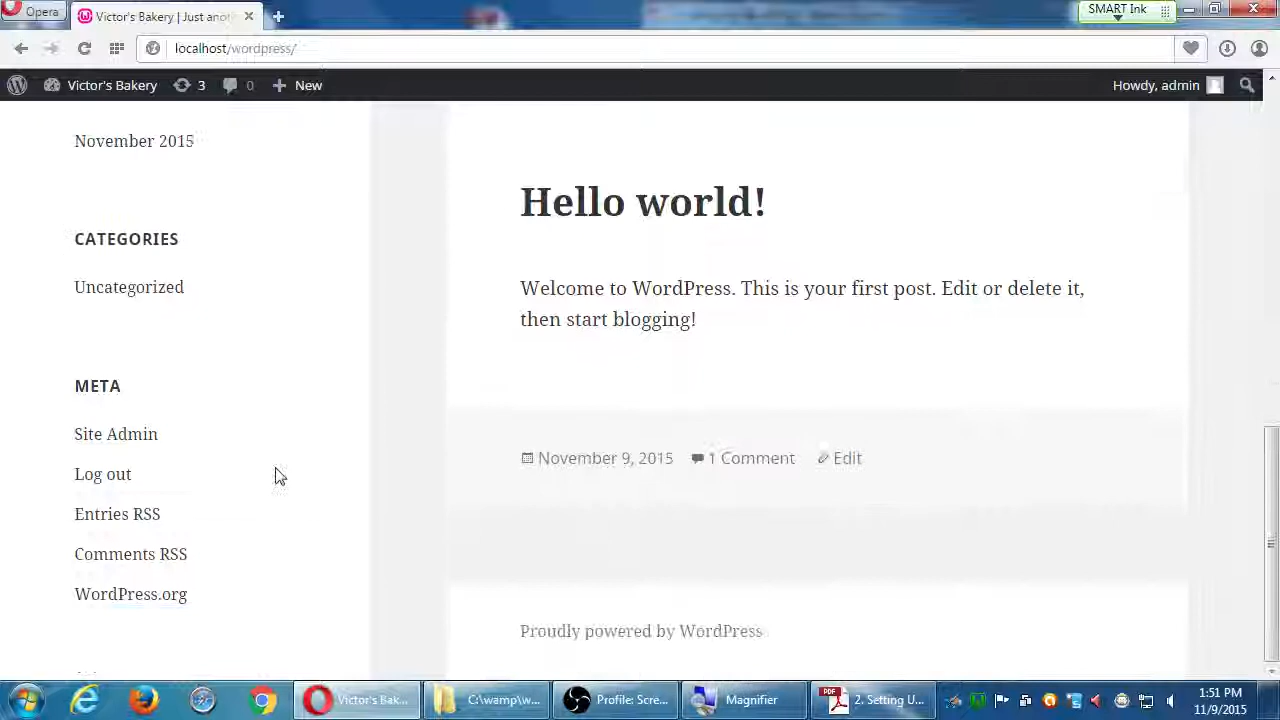 Opera
Victor's Bakery | Just anot
SMART Ink
localhost/wordpress/
Victor's Bakery
3
0
New
Howdy, admin
November 2015
CATEGORIES
Uncategorized
META
Site Admin
Log out
Entries RSS
Comments RSS
WordPress.org
Hello world!
Welcome to WordPress. This is your first post. Edit or delete it,
then start blogging!
November 9, 2015
1 Comment
Edit
Proudly powered by WordPress
Victor's Bak...
C:\wamp\w...
Profile: Scre...
Magnifier
PDF
2. Setting U...
1:51 PM
11/9/2015